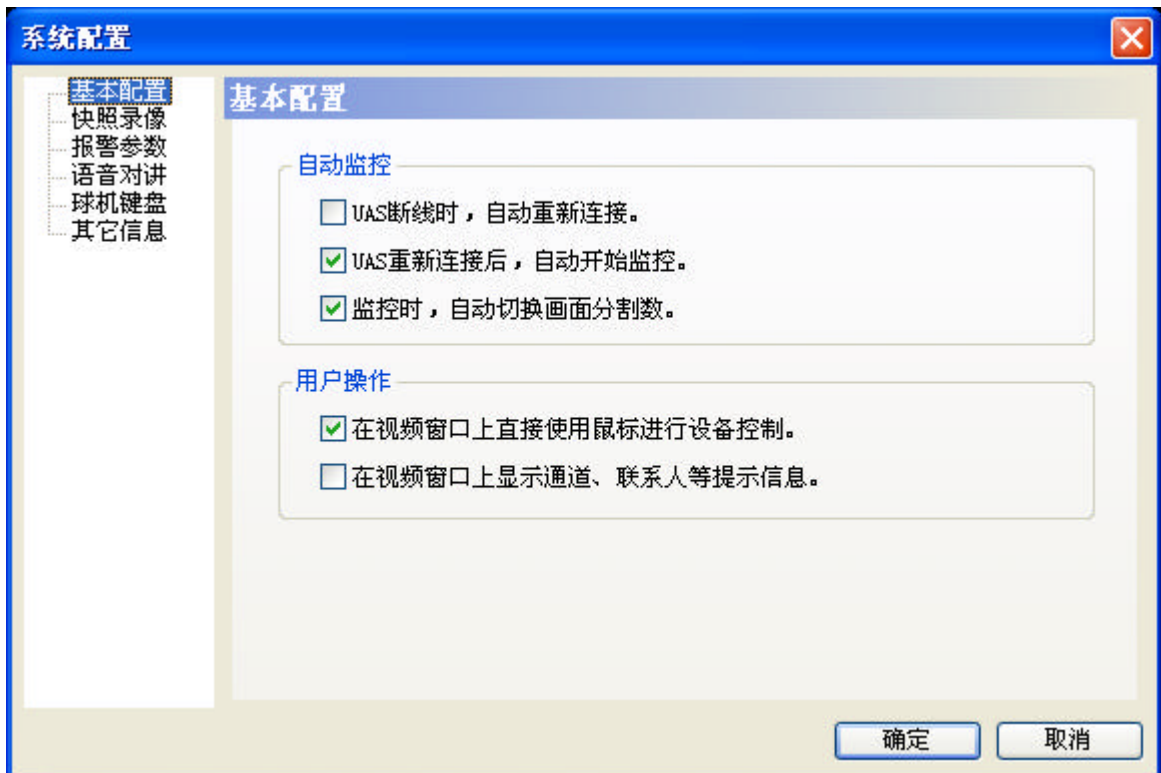 系统配置
基本配置
快照录像
报警参数
语音对讲
球机键盘
其它信息
基本配置
自动监控
UAS断线时，自动重新连接。
UAS重新连接后，自动开始监控。
监控时，自动切换画面分割数。
用户操作
在视频窗口上直接使用鼠标进行设备控制。
在视频窗口上显示通道、联系人等提示信息。
确定
取消